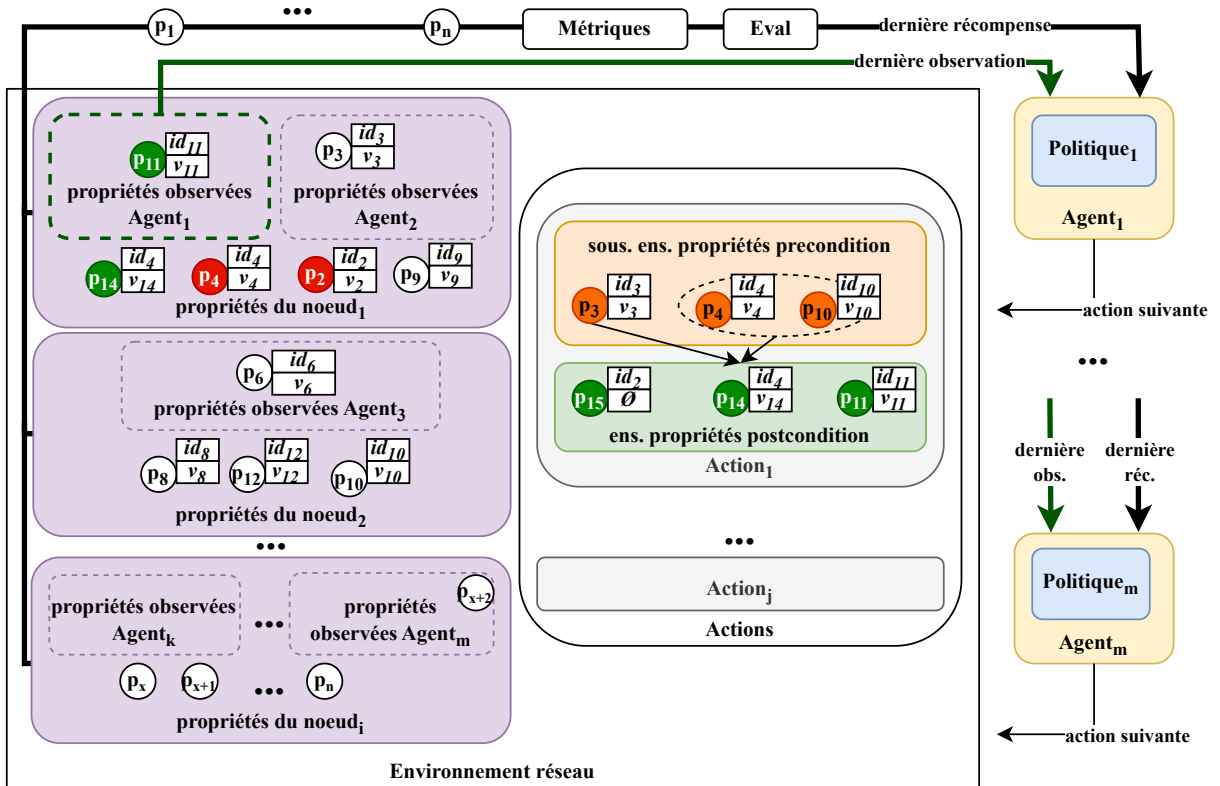 ...
p1
pn
Métriques
Eval
dernière récompense
dernière observation
p11
id11
v11
propriétés observées
Agent1
p3
id3
v3
propriétés observées
Agent2
p14
id4
v14
p4
id4
v4
p2
id2
v2
p9
id9
v9
propriétés du noeud1
p6
id6
v6
propriétés observées Agent3
p8
id8
v8
p12
id12
v12
p10
id10
v10
propriétés du noeud2
...
propriétés observées
Agentk
...
px+2
propriétés
observées Agentm
px
px+1
...
pn
propriétés du noeudi
sous. ens. propriétés precondition
p3
id3
v3
p4
id4
v4
p10
id10
v10
p15
id2
Ø
p14
id4
v14
p11
id11
v11
ens. propriétés postcondition
Action1
...
Actionj
Actions
Environnement réseau
Politique1
Agent1
action suivante
...
dernière
obs.
dernière
réc.
Politiquem
Agentm
action suivante